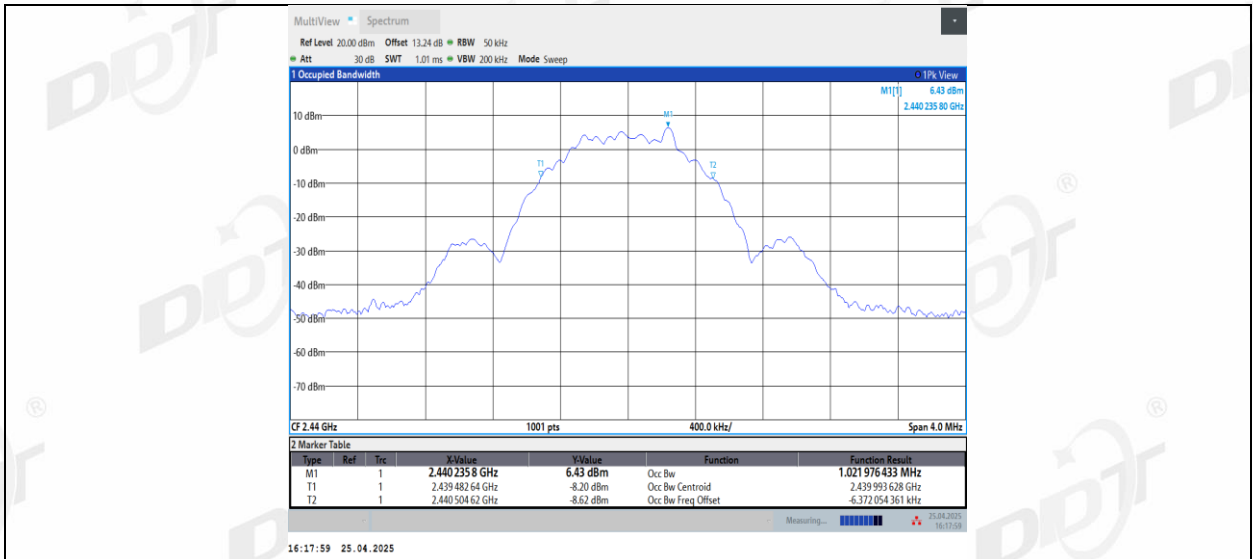 MultiView Spectrum
Ref Level 20.00 dBm Offset 13.24 dB RBW 50 kHz
Att 30 dB SWT 1.01 ms VBW 200 kHz Mode Sweep
1 Occupied Bandwidth 1Pk View
M1[1] 6.43 dBm
2.440 235 80 GHz
M1
10 dBm
0 dBm
T1 T2
-10 dBm
-20 dBm
-30 dBm
-40 dBm
-50 dBm
-60 dBm
-70 dBm
CF 2.44 GHz 1001 pts 400.0 kHz/ Span 4.0 MHz
2 Marker Table
Type Ref Trc X-Value Y-Value Function Function Result
M1 1 2.440 235 8 GHz 6.43 dBm Occ Bw 1.021 976 433 MHz
T1 1 2.439 482 64 GHz -8.20 dBm Occ Bw Centroid 2.439 993 628 GHz
T2 1 2.440 504 62 GHz -8.62 dBm Occ Bw Freq Offset -6.372 054 361 kHz
Measuring... 25.04.2025
16:17:59
16:17:59 25.04.2025
DDT
®